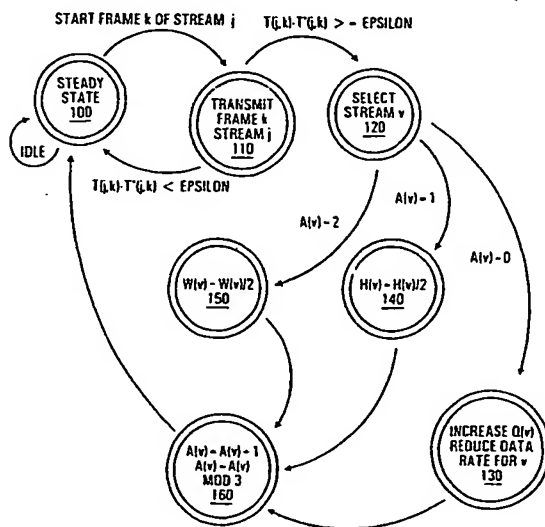 START FRAME k OF STREAM j
T(j,k)-T*(j,k) > - EPSILON
STEADY
STATE
100
TRANSMIT
FRAME k
STREAM j
110
SELECT
STREAM v
120
IDLE
T(j,k)-T*(j,k) < EPSILON
A(v)-2
A(v)-1
A(v)-0
W(v)-W(v)/2
150
H(v)-H(v)/2
140
A(v)-A(v)-1
A(v)-A(v)
MOD 3
160
INCREASE Q(v)
REDUCE DATA
RATE FOR v
130